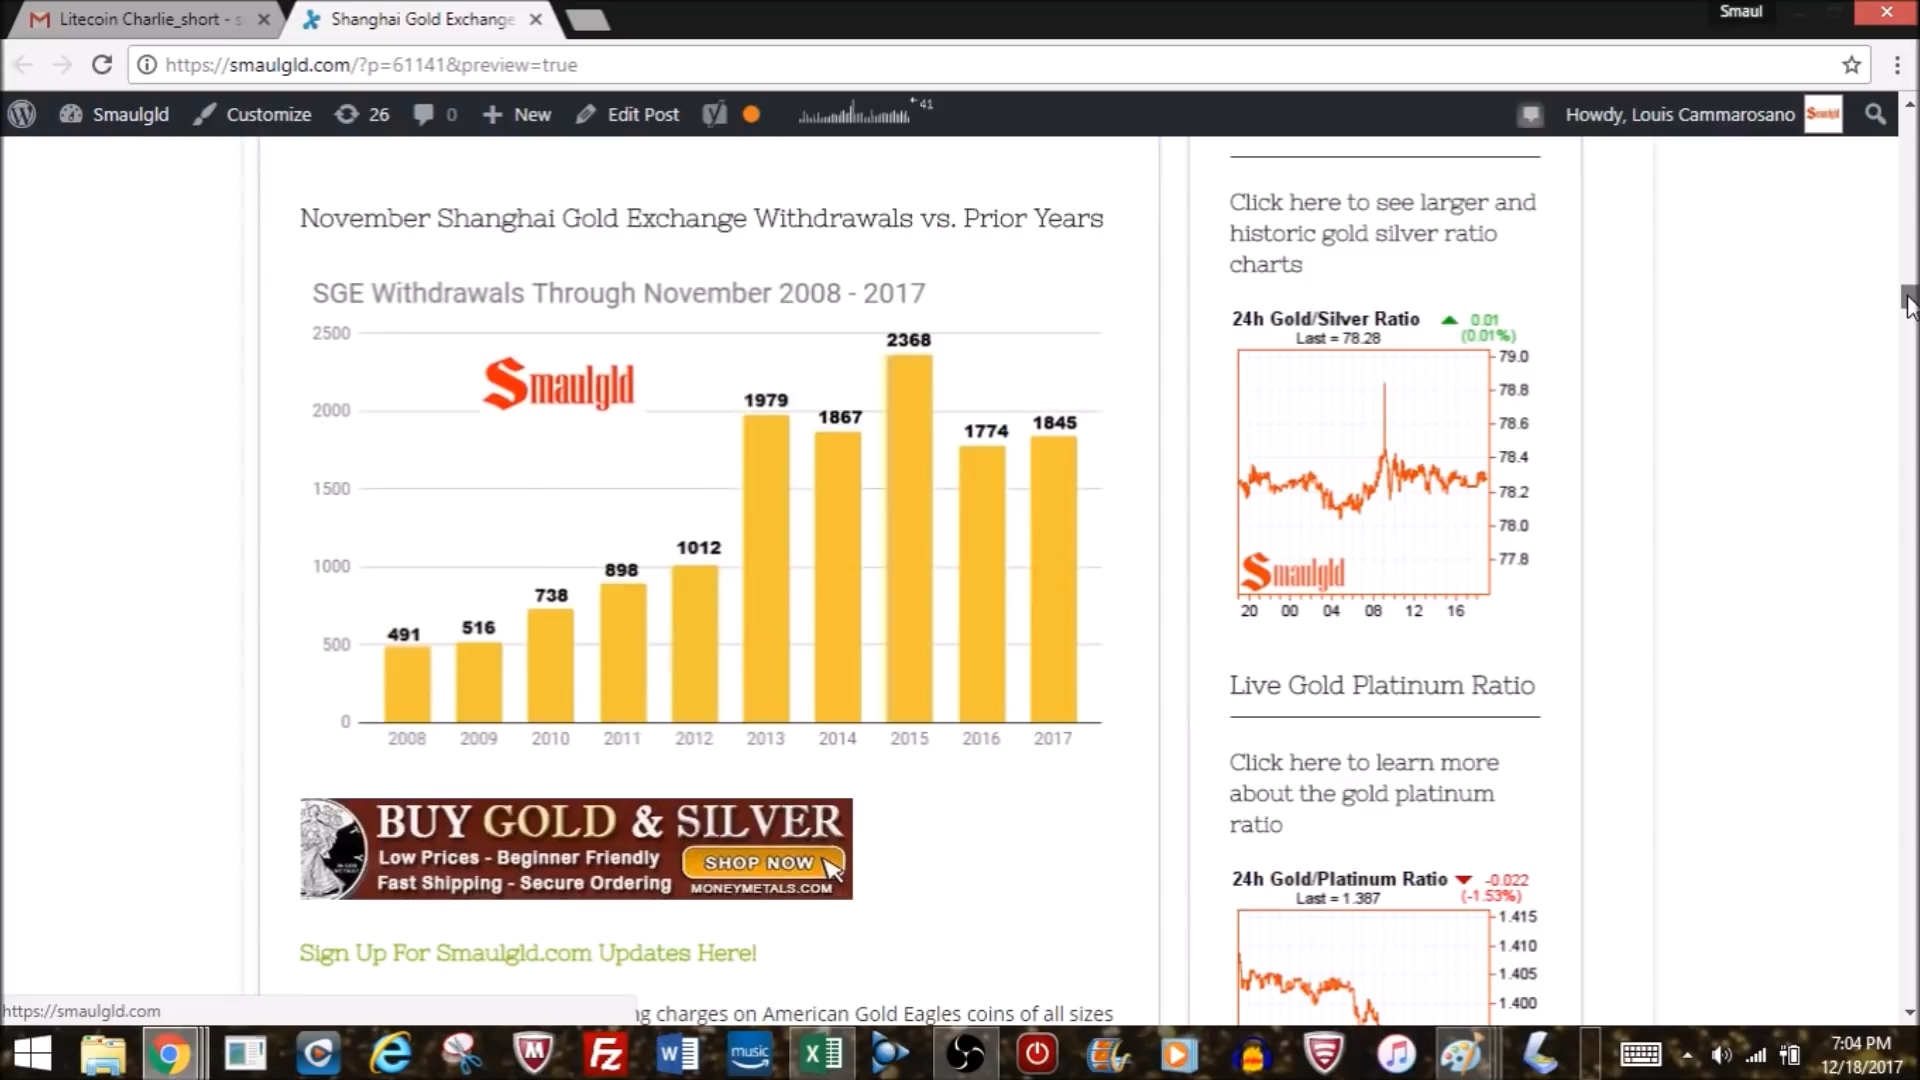 Litecoin Charlie_short - s
Shanghai Gold Exchange
Smaul
https://smaulgld.com/?p=61141&preview=true
Smaulgld Customize 26 0 New Edit Post 41 Howdy, Louis Cammarosano Smaulgld
November Shanghai Gold Exchange Withdrawals vs. Prior Years
SGE Withdrawals Through November 2008 - 2017
Smaulgld
2500
2000
1500
1000
500
0
491 516 738 898 1012 1979 1867 2368 1774 1845
2008 2009 2010 2011 2012 2013 2014 2015 2016 2017
BUY GOLD & SILVER
Low Prices - Beginner Friendly
Fast Shipping - Secure Ordering
SHOP NOW
MONEYMETALS.COM
Sign Up For Smaulgld.com Updates Here!
ng charges on American Gold Eagles coins of all sizes
https://smaulgld.com
Click here to see larger and
historic gold silver ratio
charts
24h Gold/Silver Ratio 0.01
Last = 78.28 (0.01%)
79.0
78.8
78.6
78.4
78.2
78.0
77.8
Smaulgld
20 00 04 08 12 16
Live Gold Platinum Ratio
Click here to learn more
about the gold platinum
ratio
24h Gold/Platinum Ratio -0.022
Last = 1.387 (-1.53%)
1.415
1.410
1.405
1.400
music
7:04 PM
12/18/2017